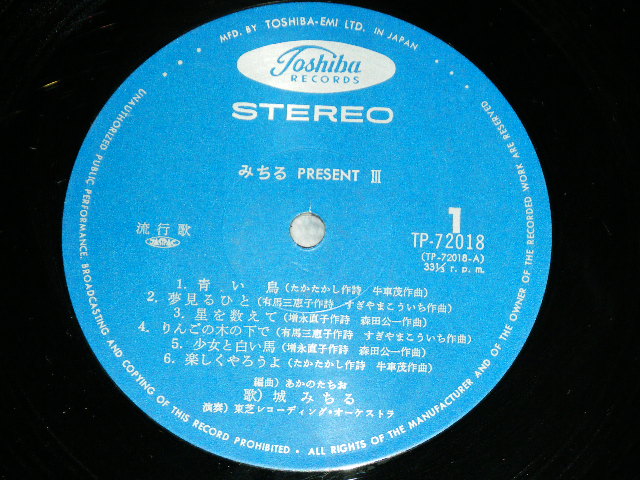 MFD. BY TOSHIBA-EMI LTD. IN JAPAN
Toshiba
RECORDS
STEREO
みちる PRESENT Ⅲ
流行歌
1
TP-72018
(TP-72018-A)
33⅓ r. p. m.
1. 青い鳥 (たかたかし作詩 牛車茂作曲)
2. 夢見るひと (有馬三恵子作詩 すぎやまこういち作曲)
3. 星を数えて (増永直子作詩 森田公一作曲)
4. りんごの木の下で (有馬三恵子作詩 すぎやまこういち作曲)
5. 少女と白い馬 (増永直子作詩 森田公一作曲)
6. 楽しくやろうよ (たかたかし作詩 牛車茂作曲)
編曲) あかのたちお
歌) 城 みちる
演奏) 東芝レコーディング・オーケストラ
UNAUTHORIZED PUBLIC PERFORMANCE, BROADCASTING AND COPYING OF THIS RECORD PROHIBITED • ALL RIGHTS OF THE MANUFACTURER AND OF THE OWNER OF THE RECORDED WORK ARE RESERVED